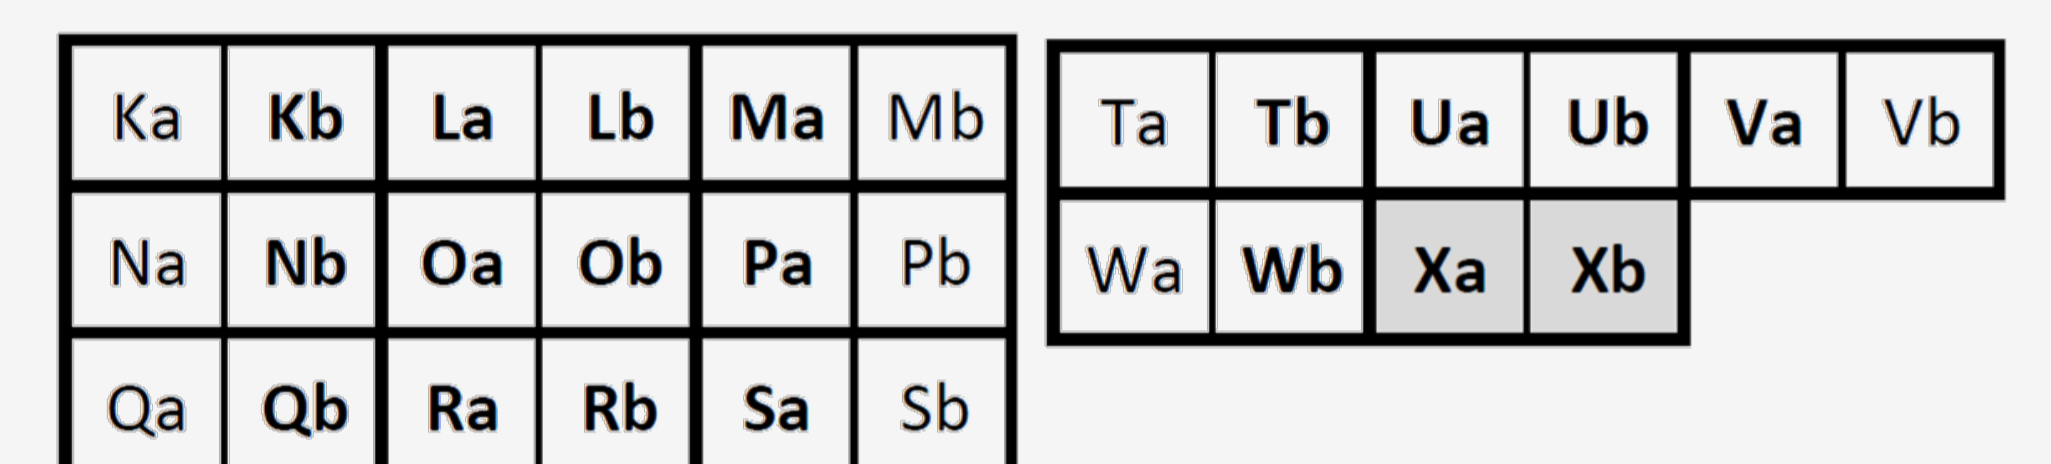 Ka Kb La Lb Ma Mb
Na Nb Oa Ob Pa Pb
Qa Qb Ra Rb Sa Sb
Ta Tb Ua Ub Va Vb
Wa Wb Xa Xb